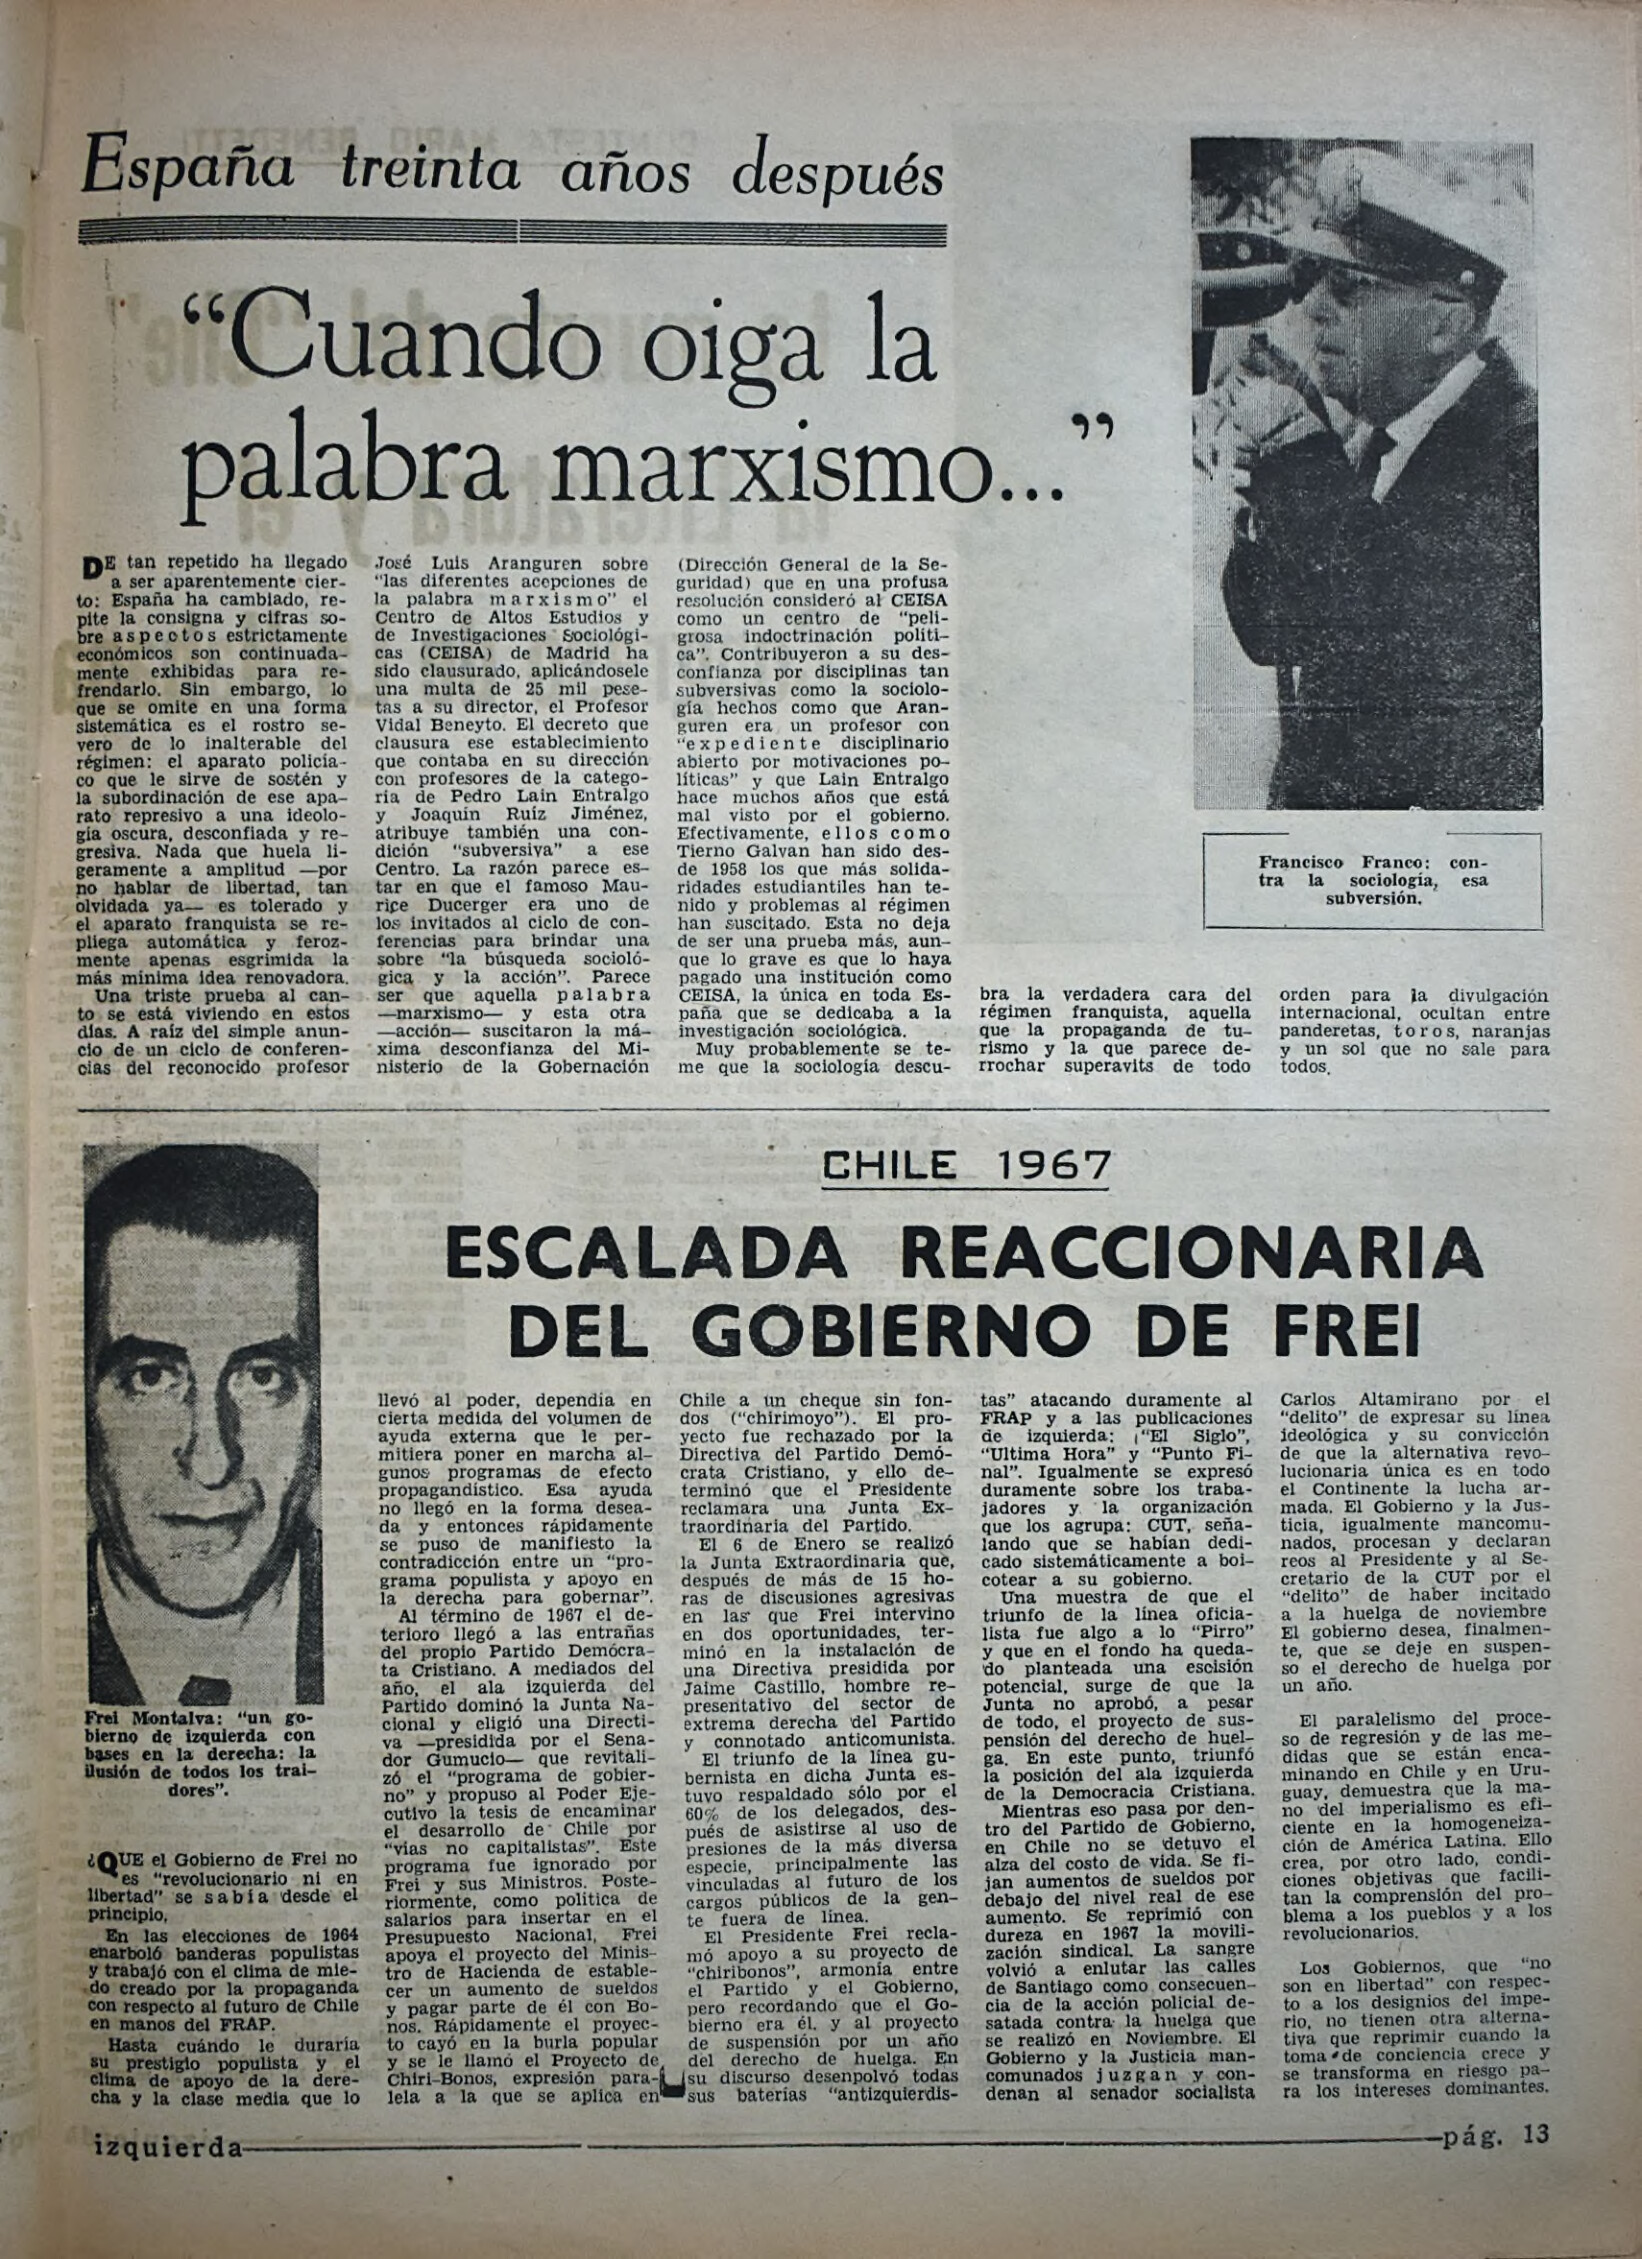 España treinta años después
“Cuando oiga la
palabra marxismo...”
DE tan repetido ha llegado
a ser aparentemente cier-
to: España ha cambiado, re-
pite la consigna y cifras so-
bre aspectos estrictamente
económicos son continuada-
mente exhibidas para re-
frendarlo. Sin embargo, lo
que se omite en una forma
sistemática es el rostro se-
vero de lo inalterable del
régimen: el aparato policía-
co que le sirve de sostén y
la subordinación de ese apa-
rato represivo a una ideolo-
gía oscura, desconfiada y re-
gresiva. Nada que huela li-
geramente a amplitud —por
no hablar de libertad, tan
olvidada ya— es tolerado y
el aparato franquista se re-
pliega automática y feroz-
mente apenas esgrimida la
más mínima idea renovadora.
Una triste prueba al can-
to se está viviendo en estos
días. A raíz del simple anun-
cio de un ciclo de conferen-
cias del reconocido profesor
José Luis Aranguren sobre
“las diferentes acepciones de
la palabra marxismo” el
Centro de Altos Estudios y
de Investigaciones Sociológi-
cas (CEISA) de Madrid ha
sido clausurado, aplicándosele
una multa de 25 mil pese-
tas a su director, el Profesor
Vidal Beneyto. El decreto que
clausura ese establecimiento
que contaba en su dirección
con profesores de la catego-
ría de Pedro Lain Entralgo
y Joaquín Ruíz Jiménez,
atribuye también una con-
dición “subversiva” a ese
Centro. La razón parece es-
tar en que el famoso Mau-
rice Ducerger era uno de
los invitados al ciclo de con-
ferencias para brindar una
sobre “la búsqueda socioló-
gica y la acción”. Parece
ser que aquella palabra
—marxismo— y esta otra
—acción— suscitaron la má-
xima desconfianza del Mi-
nisterio de la Gobernación
(Dirección General de la Se-
guridad) que en una profusa
resolución consideró al CEISA
como un centro de “peli-
grosa indoctrinación políti-
ca”. Contribuyeron a su des-
confianza por disciplinas tan
subversivas como la sociolo-
gía hechos como que Aran-
guren era un profesor con
“expediente disciplinario
abierto por motivaciones po-
líticas” y que Lain Entralgo
hace muchos años que está
mal visto por el gobierno.
Efectivamente, ellos como
Tierno Galvan han sido des-
de 1958 los que más solida-
ridades estudiantiles han te-
nido y problemas al régimen
han suscitado. Esta no deja
de ser una prueba más, aun-
que lo grave es que lo haya
pagado una institución como
CEISA, la única en toda Es-
paña que se dedicaba a la
investigación sociológica.
Muy probablemente se te-
me que la sociología descu-
bra la verdadera cara del
régimen franquista, aquella
que la propaganda de tu-
rismo y la que parece de-
rrochar superavits de todo
orden para la divulgación
internacional, ocultan entre
panderetas, toros, naranjas
y un sol que no sale para
todos.
Francisco Franco: con-
tra la sociología, esa
subversión.
CHILE 1967
ESCALADA REACCIONARIA
DEL GOBIERNO DE FREI
Frei Montalva: “un go-
bierno de izquierda con
bases en la derecha: la
ilusión de todos los trai-
dores”.
¿QUE el Gobierno de Frei no
es “revolucionario ni en
libertad” se sabía desde el
principio.
En las elecciones de 1964
enarboló banderas populistas
y trabajó con el clima de mie-
do creado por la propaganda
con respecto al futuro de Chile
en manos del FRAP.
Hasta cuándo le duraría
su prestigio populista y el
clima de apoyo de la dere-
cha y la clase media que lo
llevó al poder, dependía en
cierta medida del volumen de
ayuda externa que le per-
mitiera poner en marcha al-
gunos programas de efecto
propagandístico. Esa ayuda
no llegó en la forma desea-
da y entonces rápidamente
se puso de manifiesto la
contradicción entre un “pro-
grama populista y apoyo en
la derecha para gobernar”.
Al término de 1967 el de-
terioro llegó a las entrañas
del propio Partido Demócra-
ta Cristiano. A mediados del
año, el ala izquierda del
Partido dominó la Junta Na-
cional y eligió una Directi-
va —presidida por el Sena-
dor Gumucio— que revitali-
zó el “programa de gobier-
no” y propuso al Poder Eje-
cutivo la tesis de encaminar
el desarrollo de Chile por
“vías no capitalistas”. Este
programa fue ignorado por
Frei y sus Ministros. Poste-
riormente, como política de
salarios para insertar en el
Presupuesto Nacional, Frei
apoya el proyecto del Minis-
tro de Hacienda de estable-
cer un aumento de sueldos
y pagar parte de él con Bo-
nos. Rápidamente el proyec-
to cayó en la burla popular
y se le llamó el Proyecto de
Chiri-Bonos, expresión para-
lela a la que se aplica en
Chile a un cheque sin fon-
dos (“chirimoyo”). El pro-
yecto fue rechazado por la
Directiva del Partido Demó-
crata Cristiano, y ello de-
terminó que el Presidente
reclamara una Junta Ex-
traordinaria del Partido.
El 6 de Enero se realizó
la Junta Extraordinaria que,
después de más de 15 ho-
ras de discusiones agresivas
en las que Frei intervino
en dos oportunidades, ter-
minó en la instalación de
una Directiva presidida por
Jaime Castillo, hombre re-
presentativo del sector de
extrema derecha del Partido
y connotado anticomunista.
El triunfo de la línea gu-
bernista en dicha Junta es-
tuvo respaldado sólo por el
60% de los delegados, des-
pués de asistirse al uso de
presiones de la más diversa
especie, principalmente las
vinculadas al futuro de los
cargos públicos de la gen-
te fuera de línea.
El Presidente Frei recla-
mó apoyo a su proyecto de
“chiribonos”, armonía entre
el Partido y el Gobierno,
pero recordando que el Go-
bierno era él, y al proyecto
de suspensión por un año
del derecho de huelga. En
su discurso desenpolvó todas
sus baterías “antizquierdis-
tas” atacando duramente al
FRAP y a las publicaciones
de izquierda: “El Siglo”,
“Ultima Hora” y “Punto Fi-
nal”. Igualmente se expresó
duramente sobre los traba-
jadores y la organización
que los agrupa: CUT, seña-
lando que se habían dedi-
cado sistemáticamente a boi-
cotear a su gobierno.
Una muestra de que el
triunfo de la línea oficia-
lista fue algo a lo “Pirro”
y que en el fondo ha queda-
do planteada una escisión
potencial, surge de que la
Junta no aprobó, a pesar
de todo, el proyecto de sus-
pensión del derecho de huel-
ga. En este punto, triunfó
la posición del ala izquierda
de la Democracia Cristiana.
Mientras eso pasa por den-
tro del Partido de Gobierno,
en Chile no se detuvo el
alza del costo de vida. Se fi-
jan aumentos de sueldos por
debajo del nivel real de ese
aumento. Se reprimió con
dureza en 1967 la movili-
zación sindical. La sangre
volvió a enlutar las calles
de Santiago como consecuen-
cia de la acción policial de-
satada contra la huelga que
se realizó en Noviembre. El
Gobierno y la Justicia man-
comunados juzgan y con-
denan al senador socialista
Carlos Altamirano por el
“delito” de expresar su línea
ideológica y su convicción
de que la alternativa revo-
lucionaria única es en todo
el Continente la lucha ar-
mada. El Gobierno y la Jus-
ticia, igualmente mancomu-
nados, procesan y declaran
reos al Presidente y al Se-
cretario de la CUT por el
“delito” de haber incitado
a la huelga de noviembre
El gobierno desea, finalmen-
te, que se deje en suspen-
so el derecho de huelga por
un año.
El paralelismo del proce-
so de regresión y de las me-
didas que se están enca-
minando en Chile y en Uru-
guay, demuestra que la ma-
no del imperialismo es efi-
ciente en la homogeneiza-
ción de América Latina. Ello
crea, por otro lado, condi-
ciones objetivas que facili-
tan la comprensión del pro-
blema a los pueblos y a los
revolucionarios.
Los Gobiernos, que “no
son en libertad” con respec-
to a los designios del impe-
rio, no tienen otra alterna-
tiva que reprimir cuando la
toma de conciencia crece y
se transforma en riesgo pa-
ra los intereses dominantes.
izquierda
pág. 13